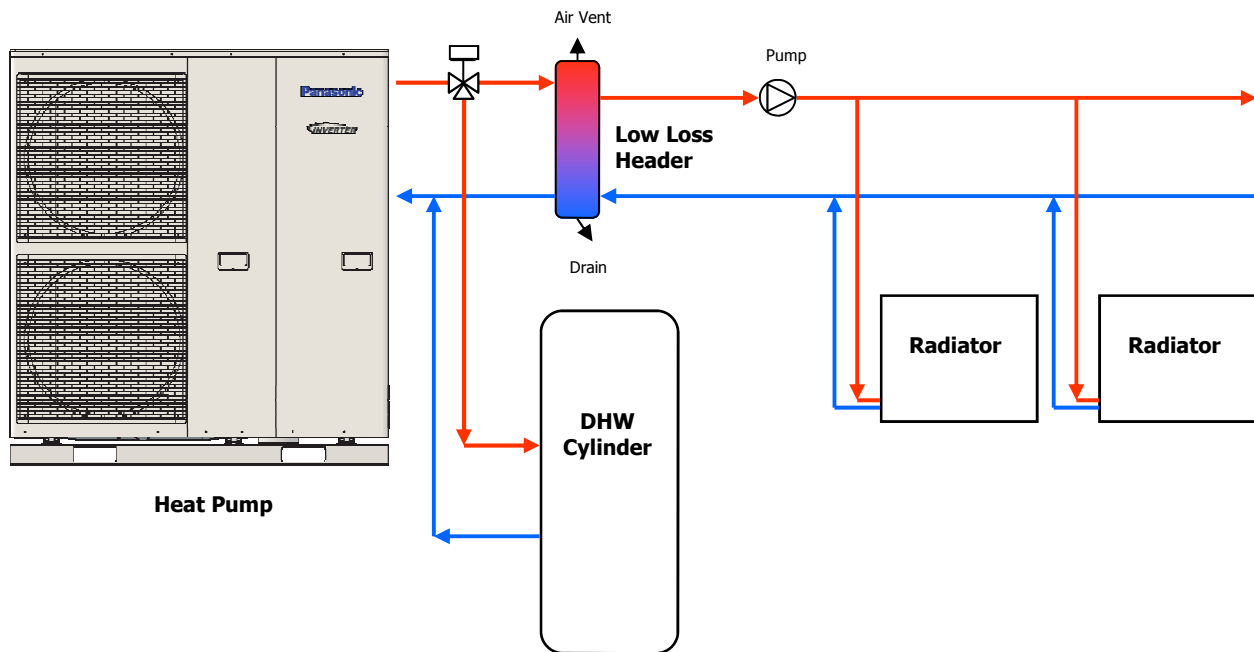 Air Vent
Panasonic
INVERTER
Pump
Low Loss
Header
Drain
Radiator
Radiator
DHW
Cylinder
Heat Pump